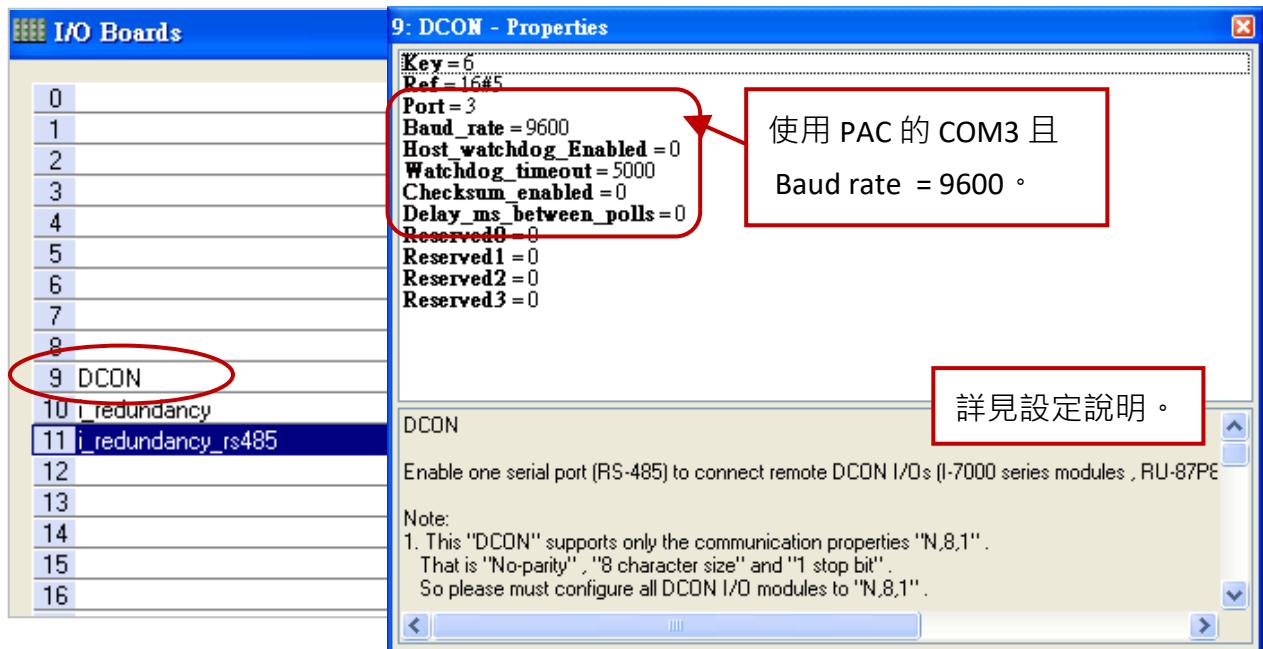 I/O Boards
0
1
2
3
4
5
6
7
8
9 DCON
10 i_redundancy
11 i_redundancy_rs485
12
13
14
15
16
9: DCON - Properties
Key = 6
Ref = 16#5
Port = 3
Baud_rate = 9600
Host_watchdog_Enabled = 0
Watchdog_timeout = 5000
Checksum_enabled = 0
Delay_ms_between_polls = 0
Reserved0 = 0
Reserved1 = 0
Reserved2 = 0
Reserved3 = 0
使用 PAC 的 COM3 且
Baud rate = 9600。
詳見設定說明。
DCON
Enable one serial port (RS-485) to connect remote DCON I/Os (I-7000 series modules , RU-87P8
Note:
1. This "DCON" supports only the communication properties "N,8,1" .
That is "No-parity" , "8 character size" and "1 stop bit" .
So please must configure all DCON I/O modules to "N,8,1" .